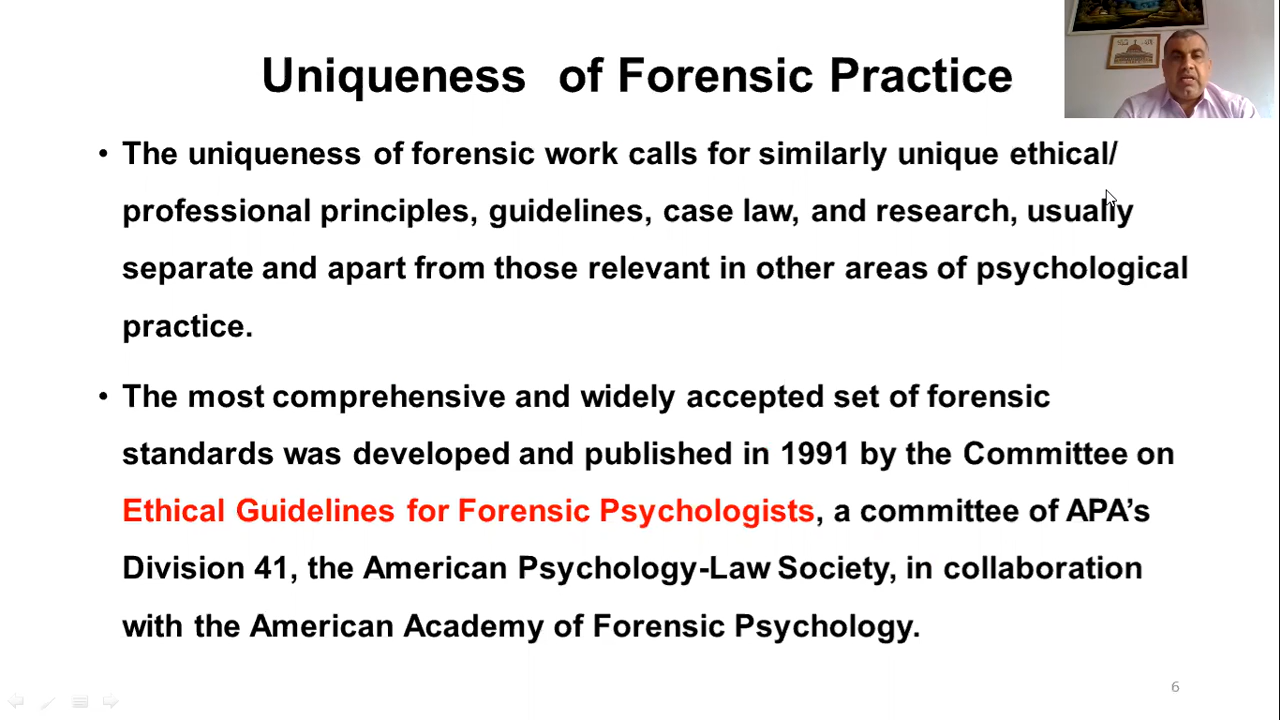 Uniqueness of Forensic Practice
• The uniqueness of forensic work calls for similarly unique ethical/
professional principles, guidelines, case law, and research, usually
separate and apart from those relevant in other areas of psychological
practice.
• The most comprehensive and widely accepted set of forensic
standards was developed and published in 1991 by the Committee on
Ethical Guidelines for Forensic Psychologists, a committee of APA’s
Division 41, the American Psychology-Law Society, in collaboration
with the American Academy of Forensic Psychology.
6